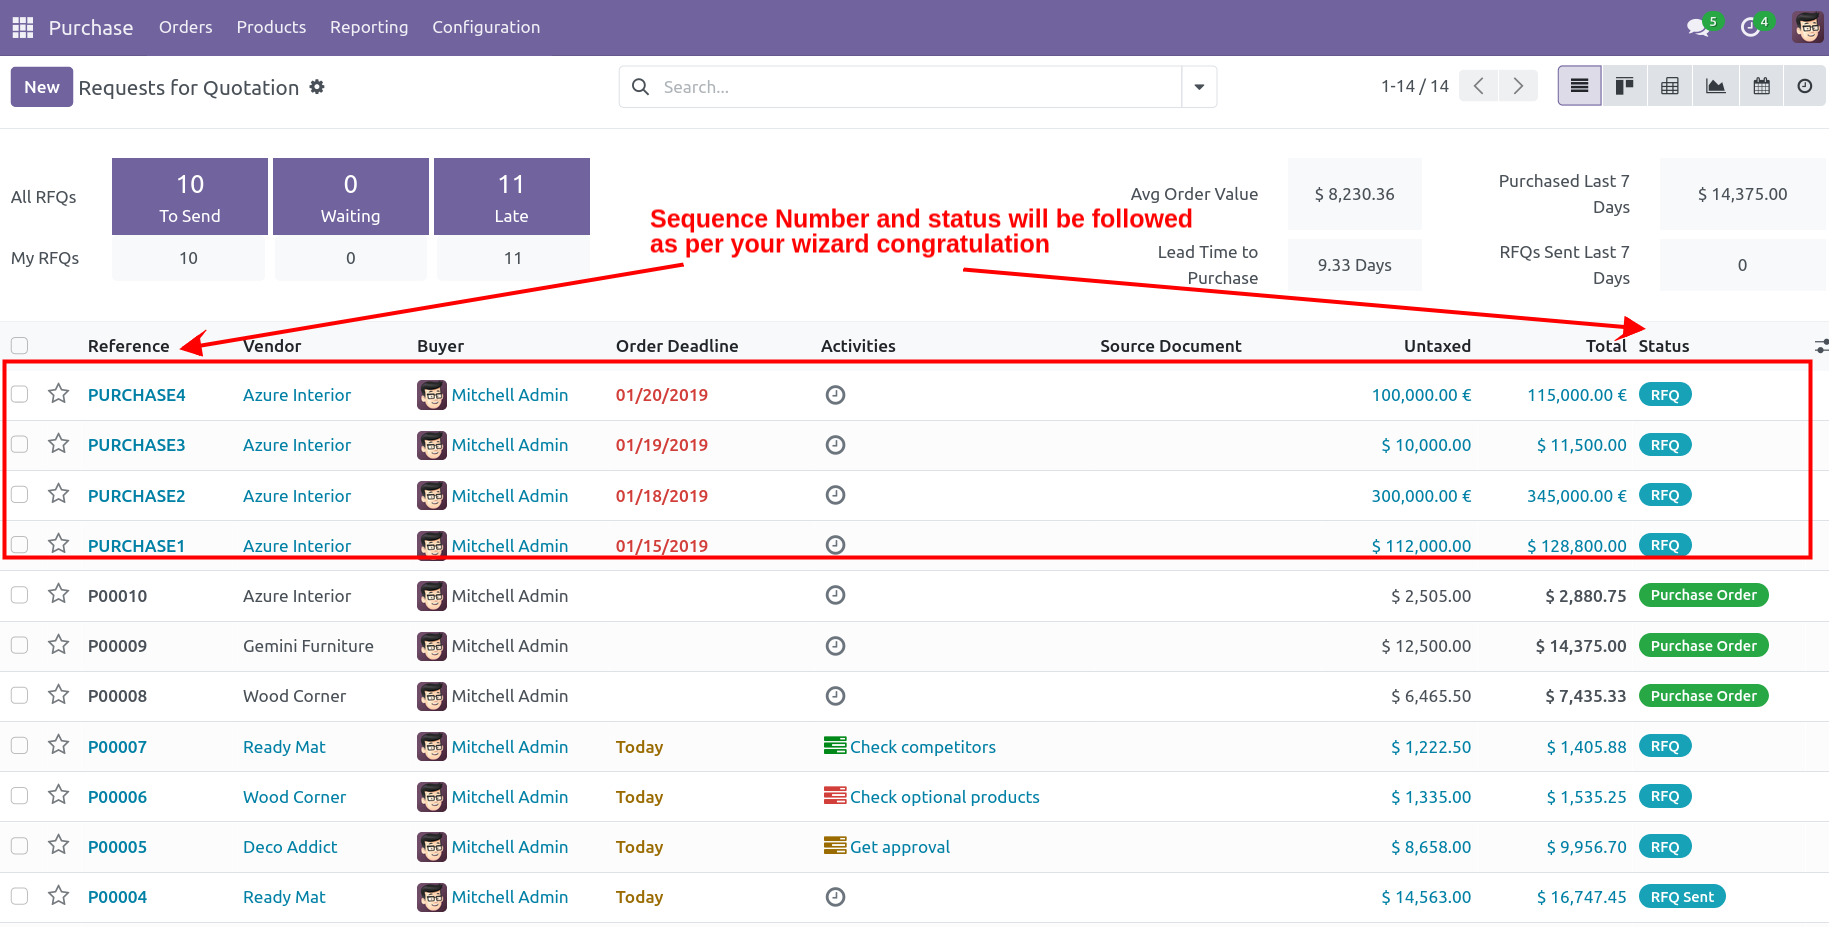 Purchase Orders Products Reporting Configuration 5 4
New Requests for Quotation Search... 1-14 / 14
All RFQs 10 To Send 0 Waiting 11 Late
My RFQs 10 0 11
Avg Order Value $ 8,230.36 Purchased Last 7 Days $ 14,375.00
Lead Time to Purchase 9.33 Days RFQs Sent Last 7 Days 0
Sequence Number and status will be followed
as per your wizard congratulation
Reference Vendor Buyer Order Deadline Activities Source Document Untaxed Total Status
PURCHASE4 Azure Interior Mitchell Admin 01/20/2019 100,000.00 € 115,000.00 € RFQ
PURCHASE3 Azure Interior Mitchell Admin 01/19/2019 $ 10,000.00 $ 11,500.00 RFQ
PURCHASE2 Azure Interior Mitchell Admin 01/18/2019 300,000.00 € 345,000.00 € RFQ
PURCHASE1 Azure Interior Mitchell Admin 01/15/2019 $ 112,000.00 $ 128,800.00 RFQ
P00010 Azure Interior Mitchell Admin $ 2,505.00 $ 2,880.75 Purchase Order
P00009 Gemini Furniture Mitchell Admin $ 12,500.00 $ 14,375.00 Purchase Order
P00008 Wood Corner Mitchell Admin $ 6,465.50 $ 7,435.33 Purchase Order
P00007 Ready Mat Mitchell Admin Today Check competitors $ 1,222.50 $ 1,405.88 RFQ
P00006 Wood Corner Mitchell Admin Today Check optional products $ 1,335.00 $ 1,535.25 RFQ
P00005 Deco Addict Mitchell Admin Today Get approval $ 8,658.00 $ 9,956.70 RFQ
P00004 Ready Mat Mitchell Admin Today $ 14,563.00 $ 16,747.45 RFQ Sent